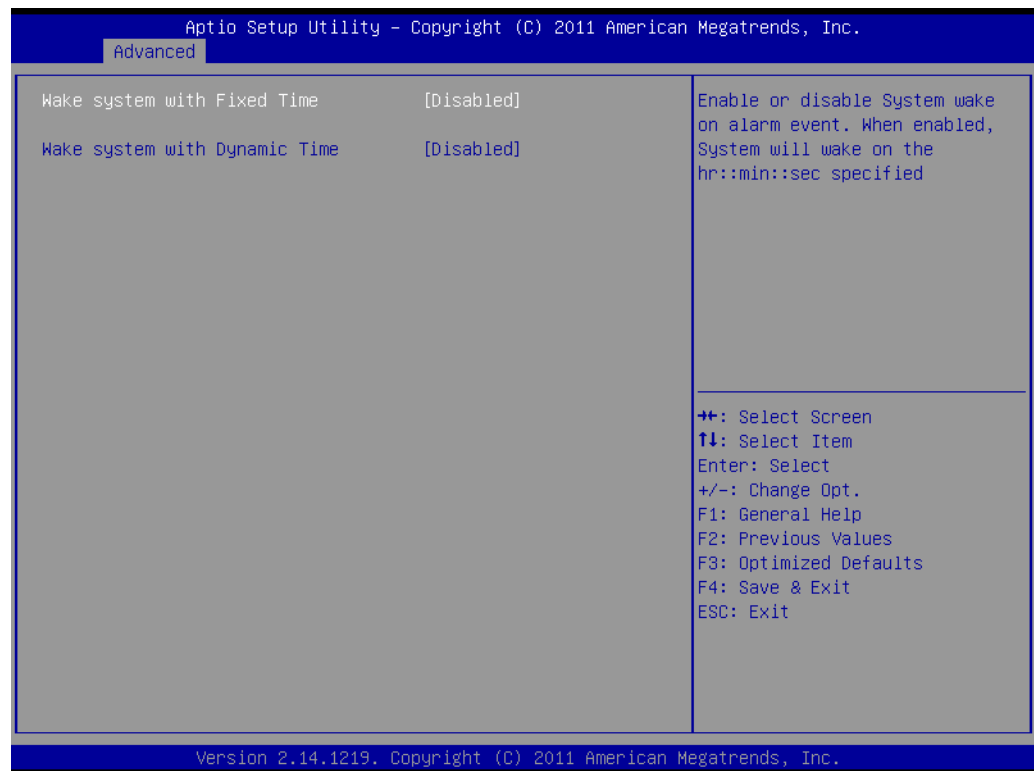 Aptio Setup Utility – Copyright (C) 2011 American Megatrends, Inc.
Advanced
Wake system with Fixed Time [Disabled]
Wake system with Dynamic Time [Disabled]
Enable or disable System wake
on alarm event. When enabled,
System will wake on the
hr::min::sec specified
→←: Select Screen
↑↓: Select Item
Enter: Select
+/-: Change Opt.
F1: General Help
F2: Previous Values
F3: Optimized Defaults
F4: Save & Exit
ESC: Exit
Version 2.14.1219. Copyright (C) 2011 American Megatrends, Inc.